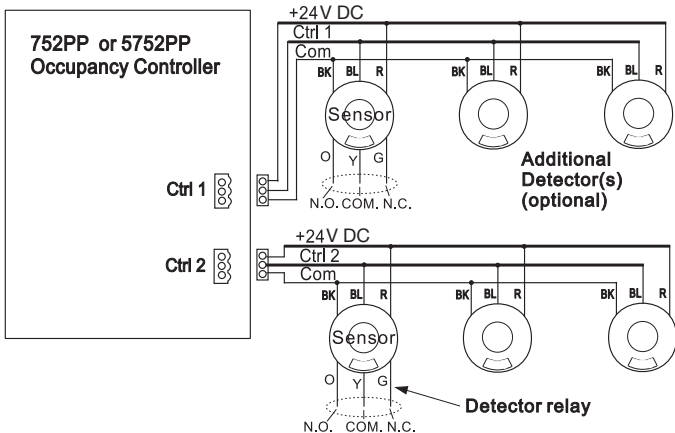 752PP or 5752PP
Occupancy Controller
+24V DC
Ctrl 1
Com
BK BL R
BK BL R
BK BL R
Sensor
O Y G
N.O. COM. N.C.
Additional
Detector(s)
(optional)
Ctrl 1
+24V DC
Ctrl 2
Com
Ctrl 2
BK BL R
BK BL R
BK BL R
Sensor
O Y G
N.O. COM. N.C.
Detector relay